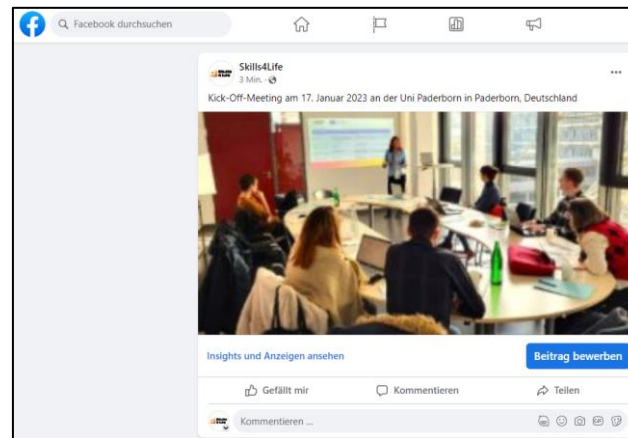 Facebook durchsuchen
Skills4Life
3 Min. ·
Kick-Off-Meeting am 17. Januar 2023 an der Uni Paderborn in Paderborn, Deutschland
Insights und Anzeigen ansehen
Beitrag bewerben
Gefällt mir
Kommentieren
Teilen
Kommentieren ...